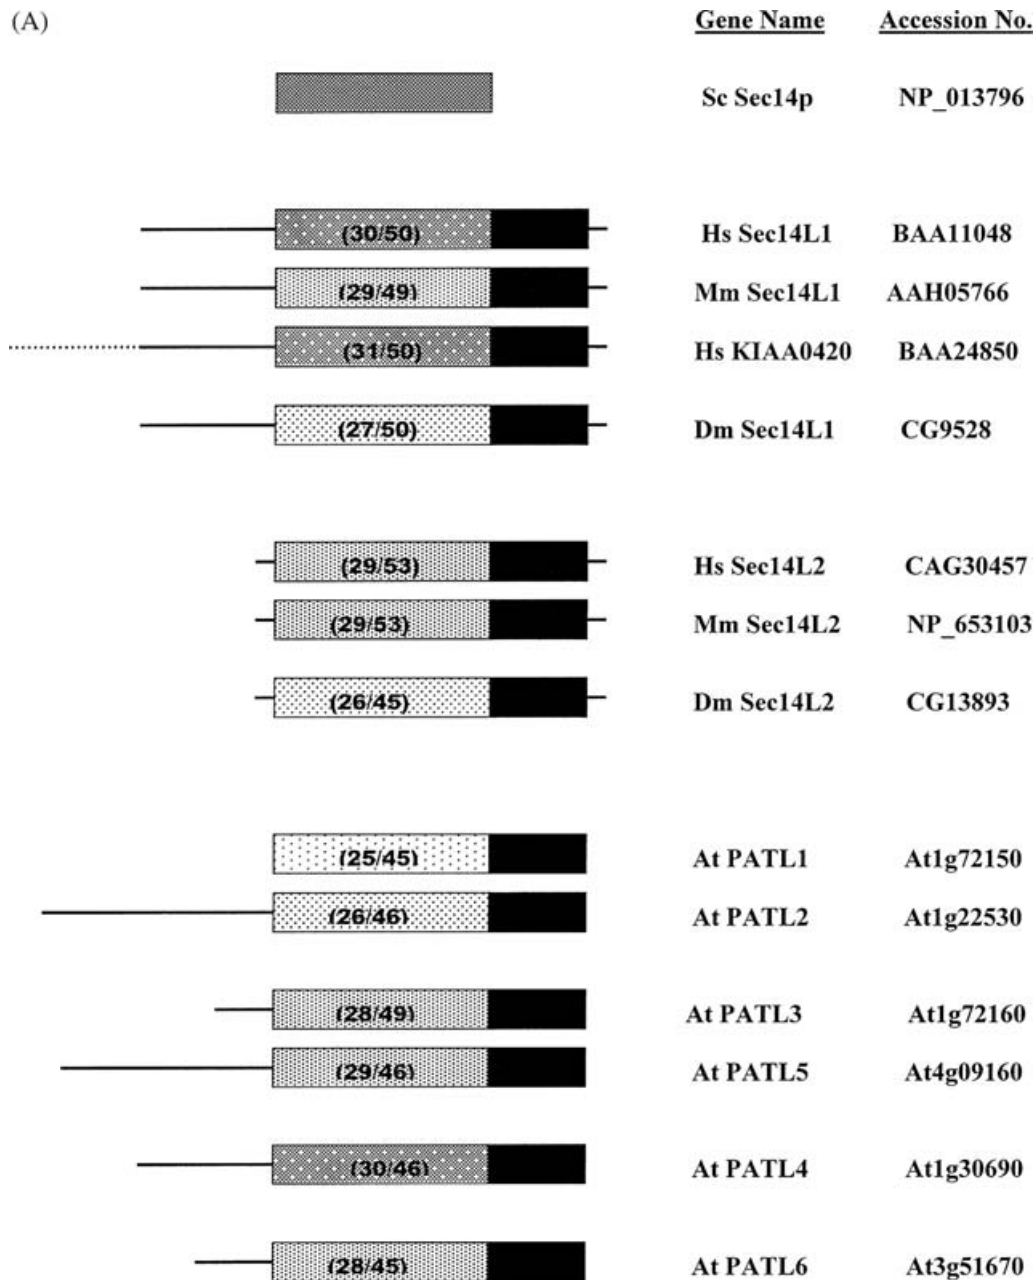 (A) Gene Name Accession No.
Sc Sec14p NP_013796
(30/50) Hs Sec14L1 BAA11048
(29/49) Mm Sec14L1 AAH05766
(31/50) Hs KIAA0420 BAA24850
(27/50) Dm Sec14L1 CG9528
(29/53) Hs Sec14L2 CAG30457
(29/53) Mm Sec14L2 NP_653103
(26/45) Dm Sec14L2 CG13893
(25/45) At PATL1 At1g72150
(26/46) At PATL2 At1g22530
(28/49) At PATL3 At1g72160
(29/46) At PATL5 At4g09160
(30/46) At PATL4 At1g30690
(28/45) At PATL6 At3g51670